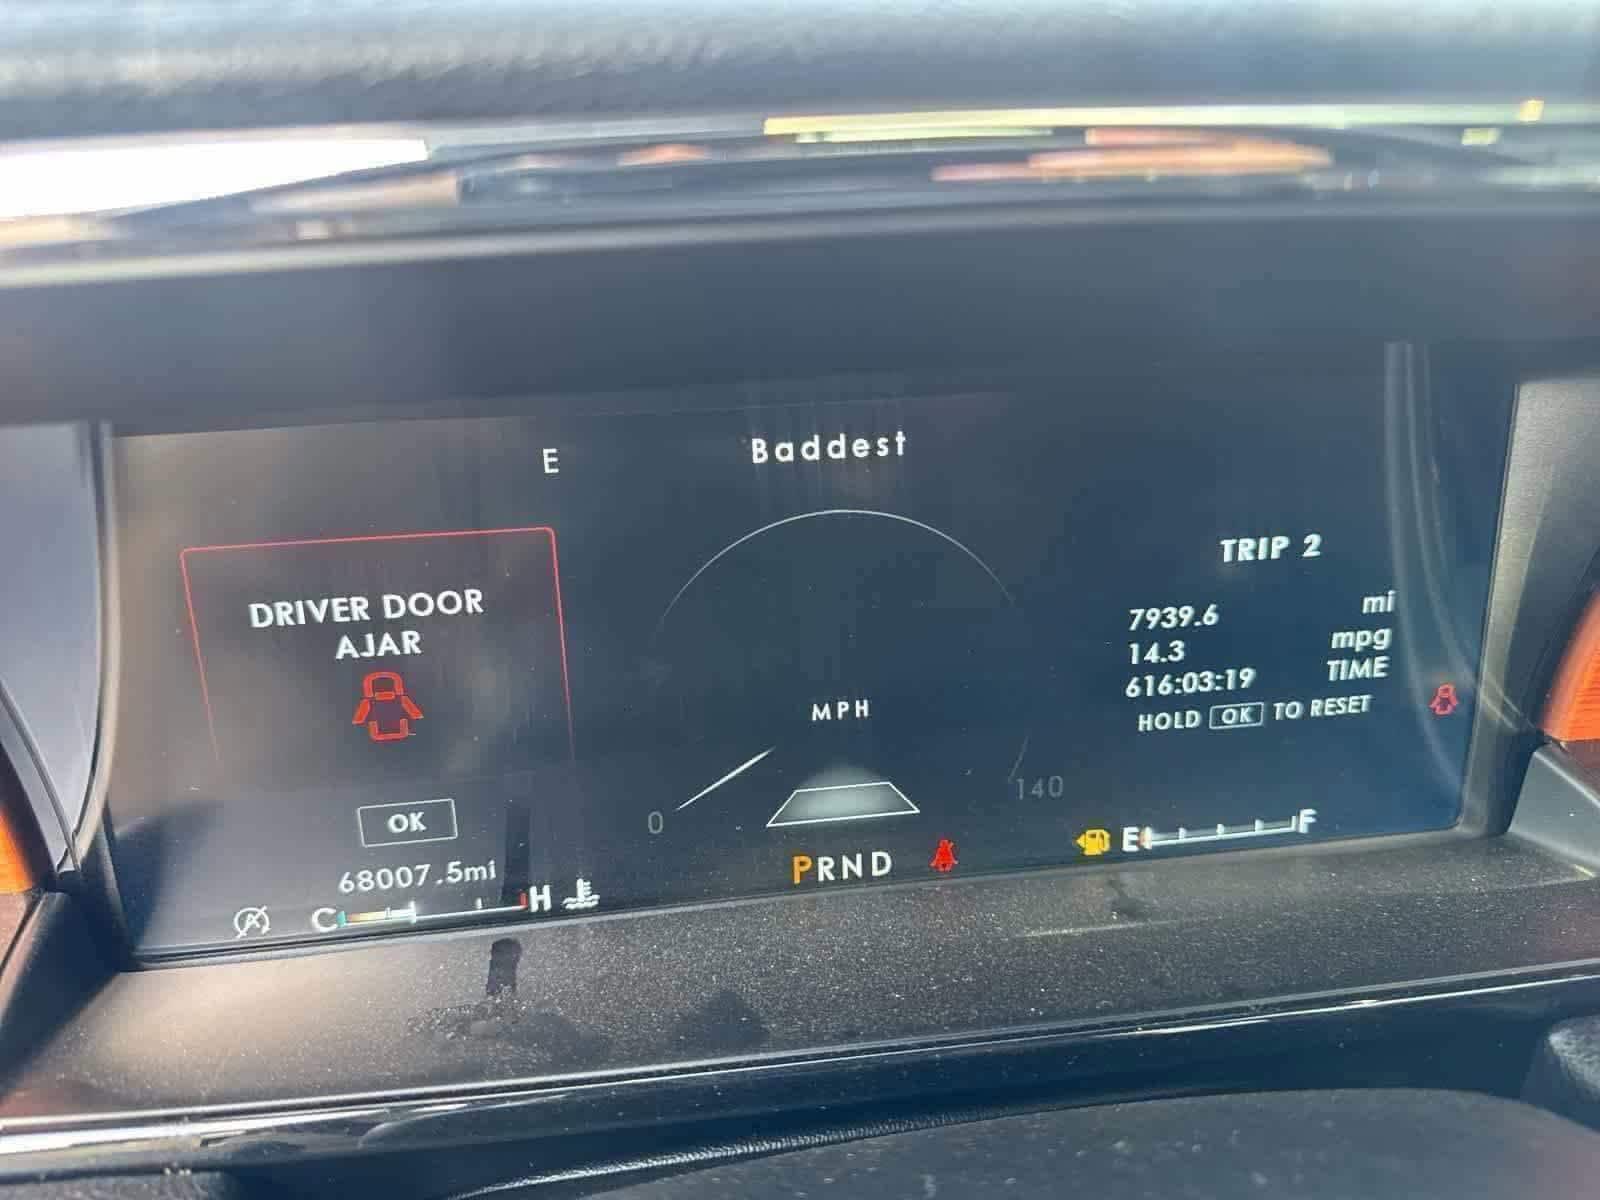 E
Baddest
DRIVER DOOR
AJAR
OK
68007.5mi
C H
MPH
0
140
PRND
TRIP 2
7939.6 mi
14.3 mpg
616:03:19 TIME
HOLD OK TO RESET
E F